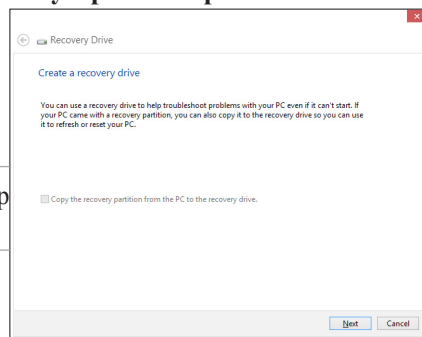 Recovery Drive
Create a recovery drive
You can use a recovery drive to help troubleshoot problems with your PC even if it can't start. If
your PC came with a recovery partition, you can also copy it to the recovery drive so you can use
it to refresh or reset your PC.
p
Copy the recovery partition from the PC to the recovery drive.
Next Cancel